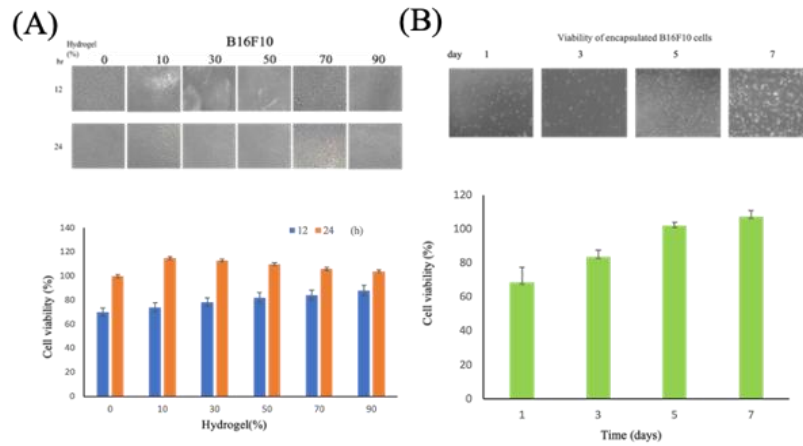 (A)
B16F10
Hydrogel
(%)
0 10 30 50 70 90
hr
12
24
12 24 (h)
140
120
100
80
60
40
20
0
Cell viability (%)
0 10 30 50 70 90
Hydrogel(%)
(B)
Viability of encapsulated B16F10 cells
day 1 3 5 7
120
100
80
60
40
20
0
Cell viability (%)
1 3 5 7
Time (days)